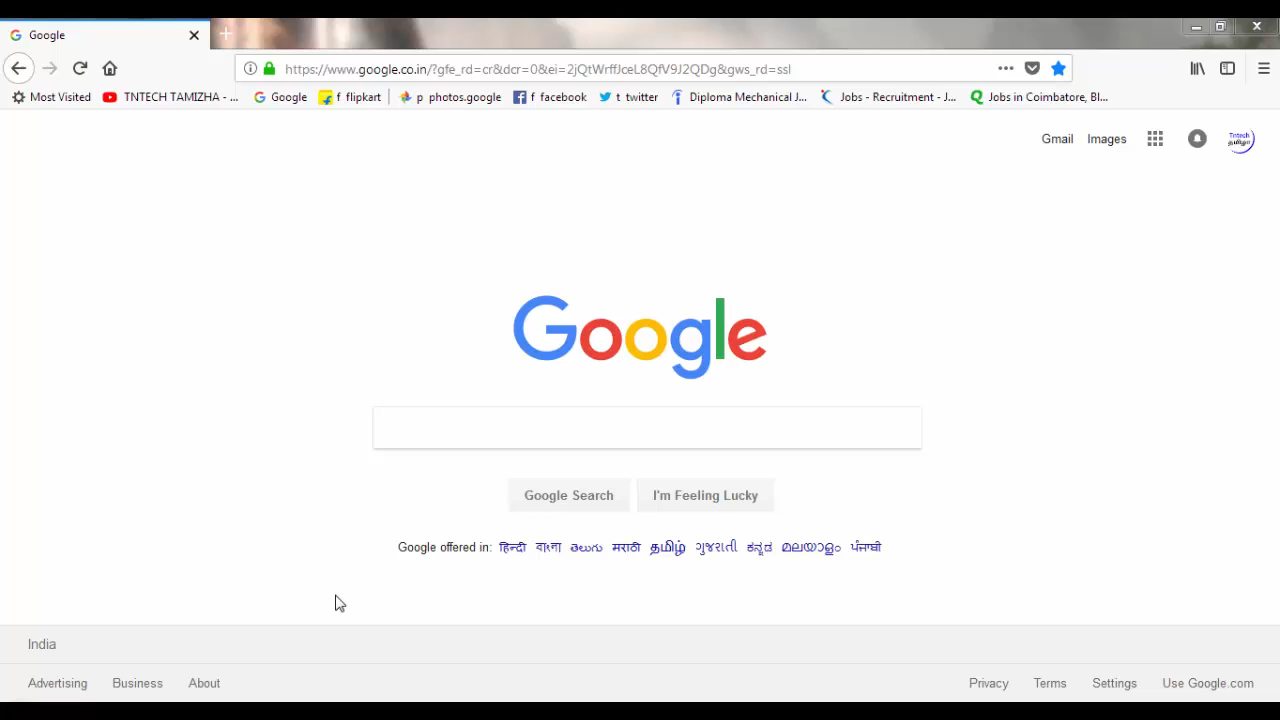 Google
https://www.google.co.in/?gfe_rd=cr&dcr=0&ei=2jQtWrffJceL8QfV9J2QDg&gws_rd=ssl
Most Visited TNTECH TAMIZHA - ... Google f flipkart p photos.google f facebook t twitter Diploma Mechanical J... Jobs - Recruitment - J... Jobs in Coimbatore, Bl...
Gmail Images Tntech தமிழா
Google
Google Search I'm Feeling Lucky
Google offered in: हिन्दी বাংলা తెలుగు मराठी தமிழ் ગુજરાતી ಕನ್ನಡ മലയാളം ਪੰਜਾਬੀ
India
Advertising Business About Privacy Terms Settings Use Google.com